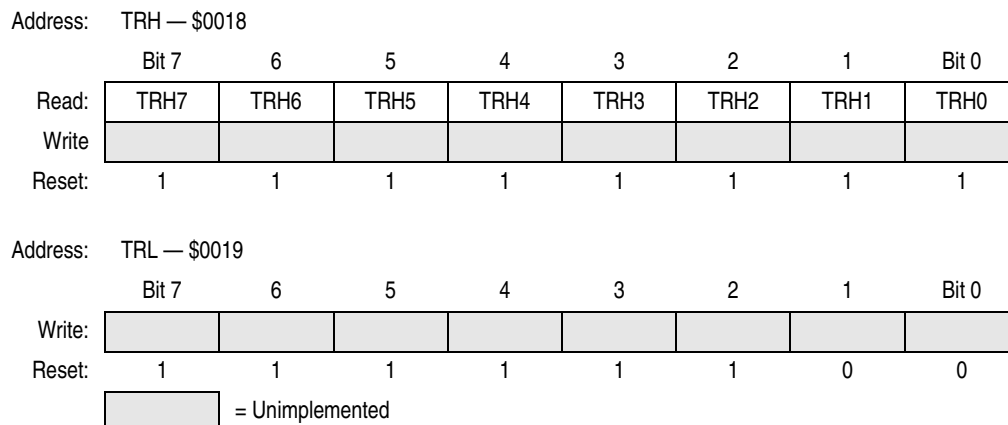 Address: TRH — $0018
Bit 7 6 5 4 3 2 1 Bit 0
Read: TRH7 TRH6 TRH5 TRH4 TRH3 TRH2 TRH1 TRH0
Write
Reset: 1 1 1 1 1 1 1 1
Address: TRL — $0019
Bit 7 6 5 4 3 2 1 Bit 0
Write:
Reset: 1 1 1 1 1 1 0 0
= Unimplemented